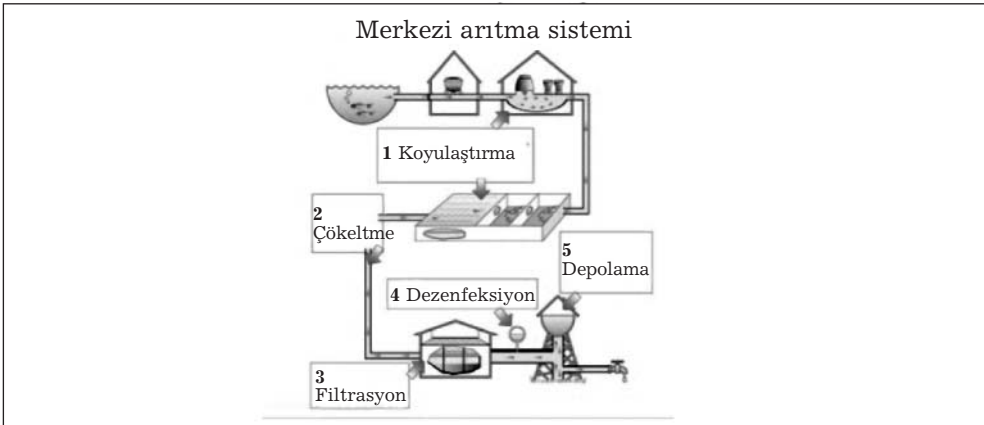 Merkezi arıtma sistemi
1 Koyulaştırma
2
Çökeltme
5
Depolama
4 Dezenfeksiyon
3
Filtrasyon